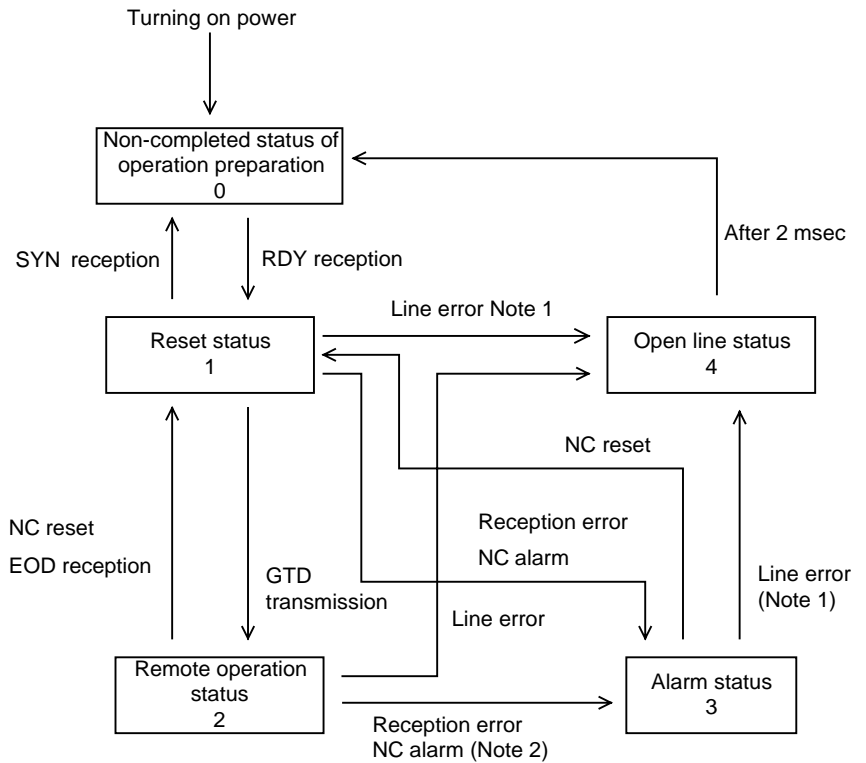 Turning on power
Non-completed status of
operation preparation
0
After 2 msec
SYN reception
RDY reception
Line error Note 1
Reset status
1
Open line status
4
NC reset
Reception error
NC alarm
NC reset
EOD reception
GTD
transmission
Line error
Line error
(Note 1)
Remote operation
status
2
Alarm status
3
Reception error
NC alarm (Note 2)